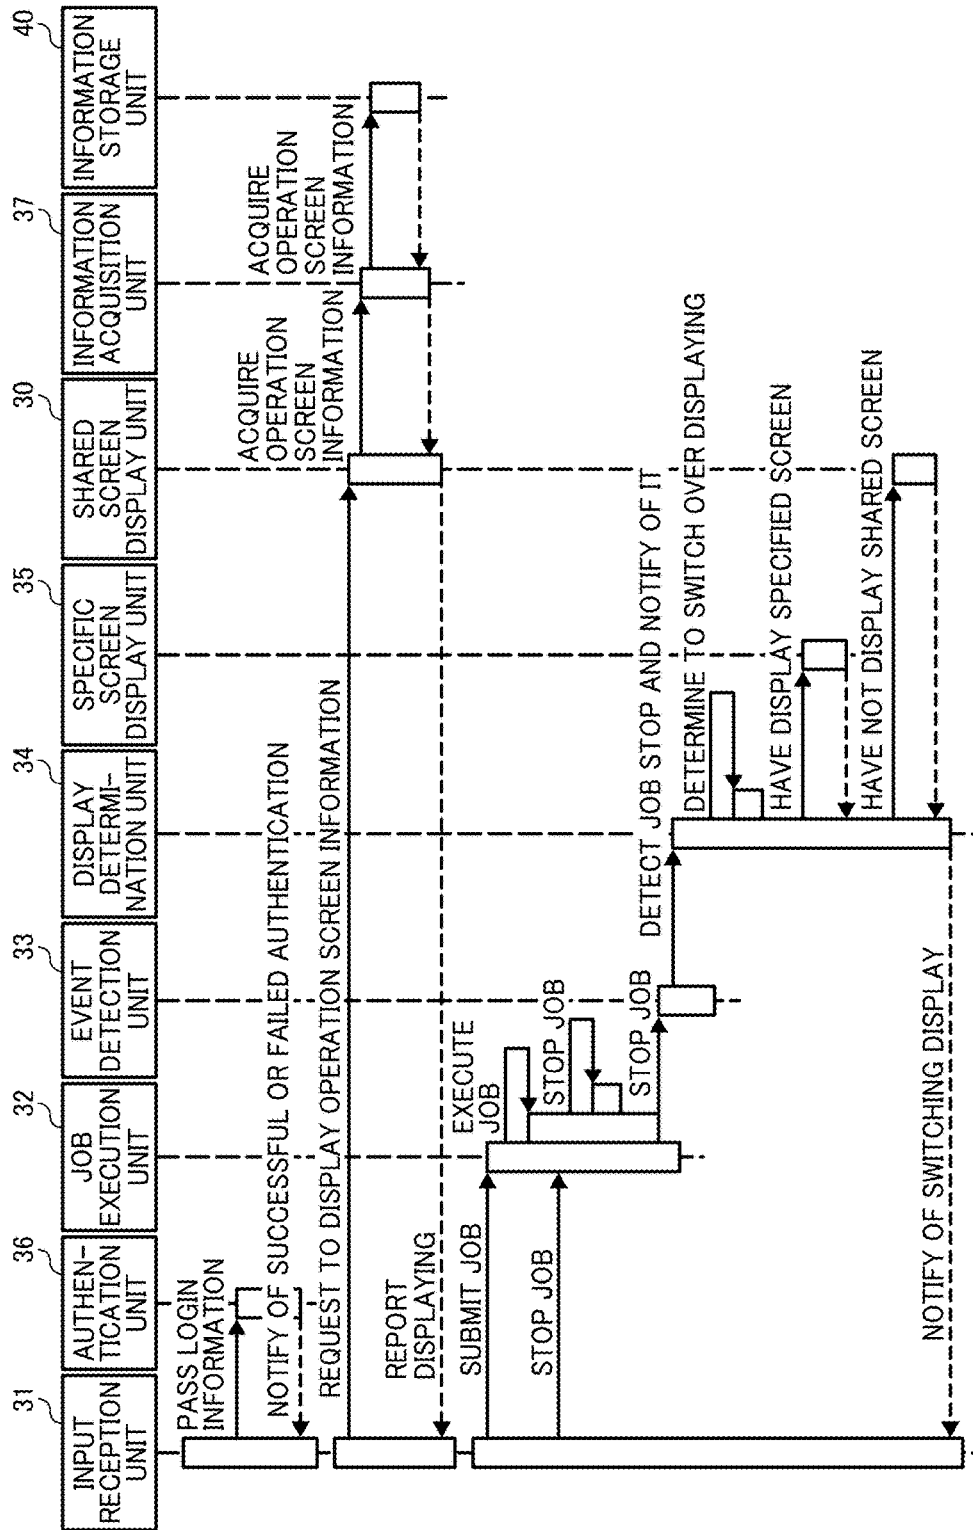 31
INPUT
RECEPTION
UNIT
36
AUTHEN-
TICATION
UNIT
32
JOB
EXECUTION
UNIT
33
EVENT
DETECTION
UNIT
34
DISPLAY
DETERMI-
NATION UNIT
35
SPECIFIC
SCREEN
DISPLAY UNIT
30
SHARED
SCREEN
DISPLAY UNIT
37
INFORMATION
ACQUISITION
UNIT
40
INFORMATION
STORAGE
UNIT
PASS LOGIN
INFORMATION
NOTIFY OF SUCCESSFUL OR FAILED AUTHENTICATION
REQUEST TO DISPLAY OPERATION SCREEN INFORMATION
ACQUIRE
OPERATION
SCREEN
INFORMATION
ACQUIRE
OPERATION
SCREEN
INFORMATION
REPORT
DISPLAYING
SUBMIT JOB
EXECUTE
JOB
STOP JOB
STOP JOB
STOP JOB
DETECT JOB STOP AND NOTIFY OF IT
DETERMINE TO SWITCH OVER DISPLAYING
HAVE DISPLAY SPECIFIED SCREEN
HAVE NOT DISPLAY SHARED SCREEN
NOTIFY OF SWITCHING DISPLAY